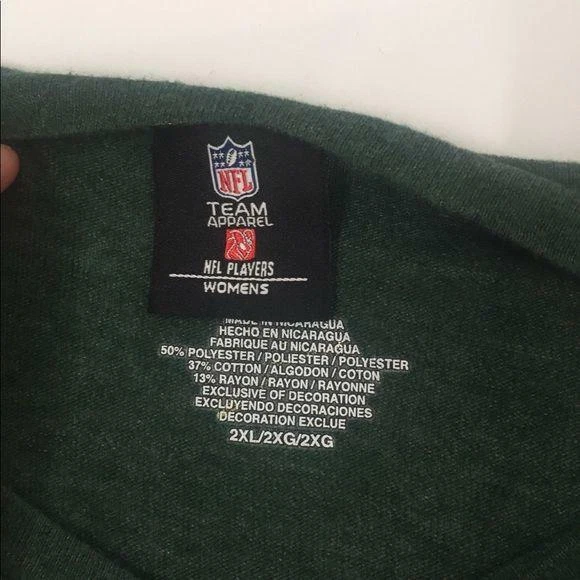 NFL
TEAM
APPAREL
NFL PLAYERS
WOMENS
MADE IN NICARAGUA
HECHO EN NICARAGUA
FABRIQUE AU NICARAGUA
50% POLYESTER / POLIESTER / POLYESTER
37% COTTON / ALGODON / COTON
13% RAYON / RAYON / RAYONNE
EXCLUSIVE OF DECORATION
EXCLUYENDO DECORACIONES
DECORATION EXCLUE
2XL/2XG/2XG